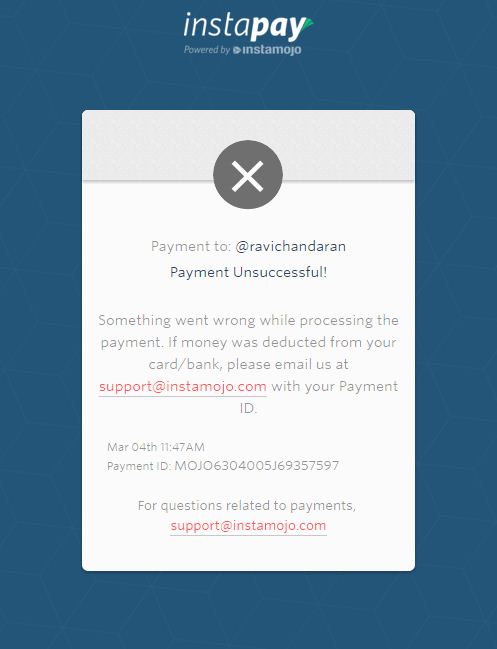 instapay
Powered by instamojo
Payment to: @ravichandaran
Payment Unsuccessful!
Something went wrong while processing the
payment. If money was deducted from your
card/bank, please email us at
support@instamojo.com with your Payment
ID.
Mar 04th 11:47AM
Payment ID: MOJO6304005J69357597
For questions related to payments,
support@instamojo.com